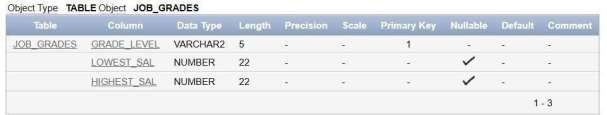 Object Type TABLE Object JOB_GRADES
Table Column Data Type Length Precision Scale Primary Key Nullable Default Comment
JOB_GRADES GRADE_LEVEL VARCHAR2 5 - - 1 - - -
LOWEST_SAL NUMBER 22 - - - ✓ - -
HIGHEST_SAL NUMBER 22 - - - ✓ - -
1 - 3